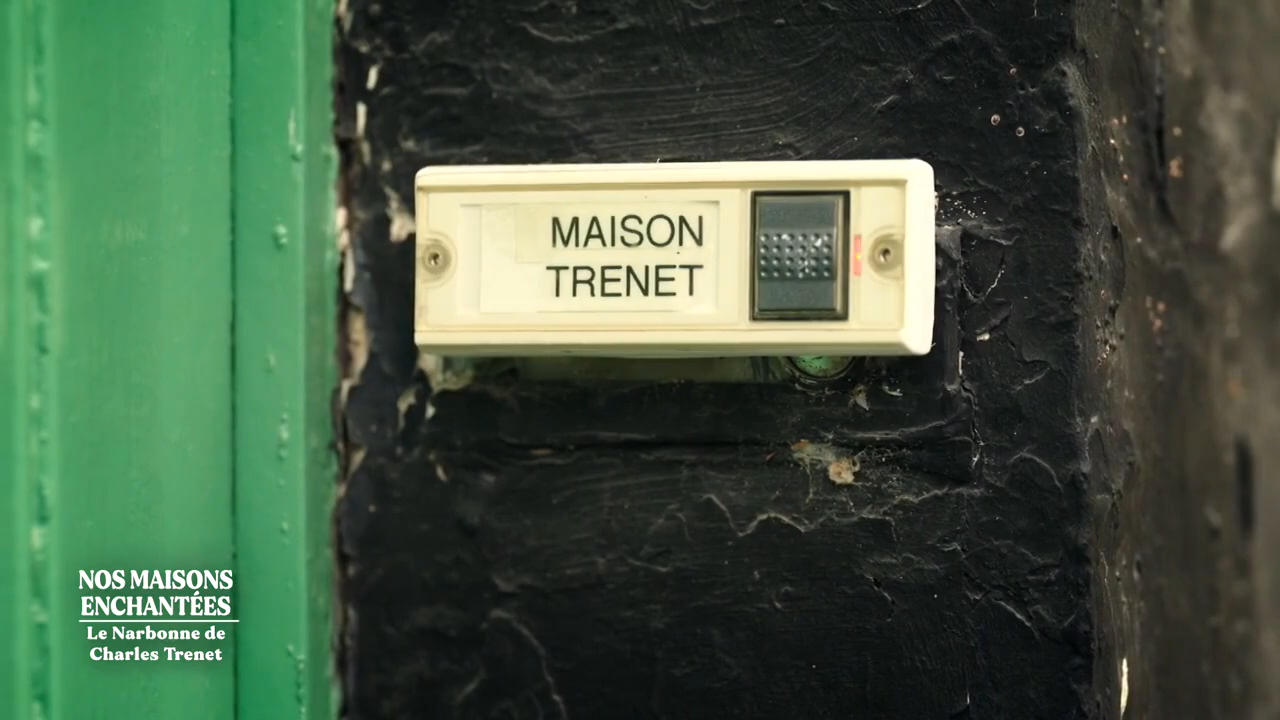 MAISON
TRENET
NOS MAISONS
ENCHANTÉES
Le Narbonne de
Charles Trenet